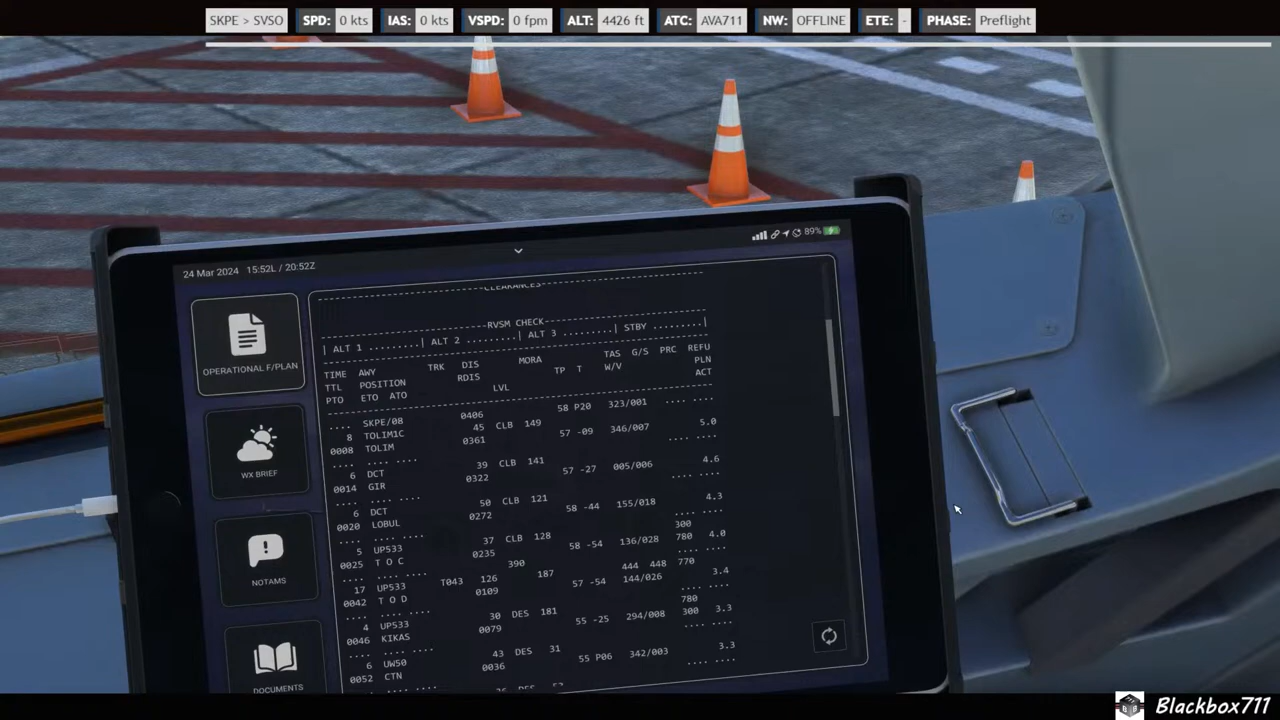 SKPE > SVSO SPD: 0 kts IAS: 0 kts VSPD: 0 fpm ALT: 4426 ft ATC: AVA711 NW: OFFLINE ETE: - PHASE: Preflight
24 Mar 2024 15:52L / 20:52Z
89%
OPERATIONAL F/PLAN
WX BRIEF
NOTAMS
DOCUMENTS
CLEARANCES
RVSM CHECK
| ALT 1 .........| ALT 2 .........| ALT 3 .........| STBY .........|
TIME AWY TRK DIS MORA TAS G/S PRC REFU
TTL POSITION RDIS TP T W/V PLN
PTO ETO ATO LVL ACT
SKPE/08 0406 58 P20 323/001 .... ....
8 TOLIM1C 45 CLB 149
0008 TOLIM 0361 57 -09 346/007 5.0
.... .... .... .... ....
6 DCT 39 CLB 141
0014 GIR 0322 57 -27 005/006 4.6
.... .... .... .... ....
6 DCT 50 CLB 121
0020 LOBUL 0272 58 -44 155/018 4.3
.... .... ....
300
5 UP533 37 CLB 128 780
0025 T O C 0235 58 -54 136/028 4.0
.... .... .... .... ....
390 444 448 770
17 UP533 T043 126 187
0042 T O D 0109 57 -54 144/026 3.4
.... .... .... .... ....
780
4 UP533 30 DES 181 300
0046 KIKAS 0079 55 -25 294/008 3.3
.... .... .... .... ....
6 UW50 43 DES 31
0052 CTN 0036 55 P06 342/003 3.3
.... .... .... .... ....
Blackbox711